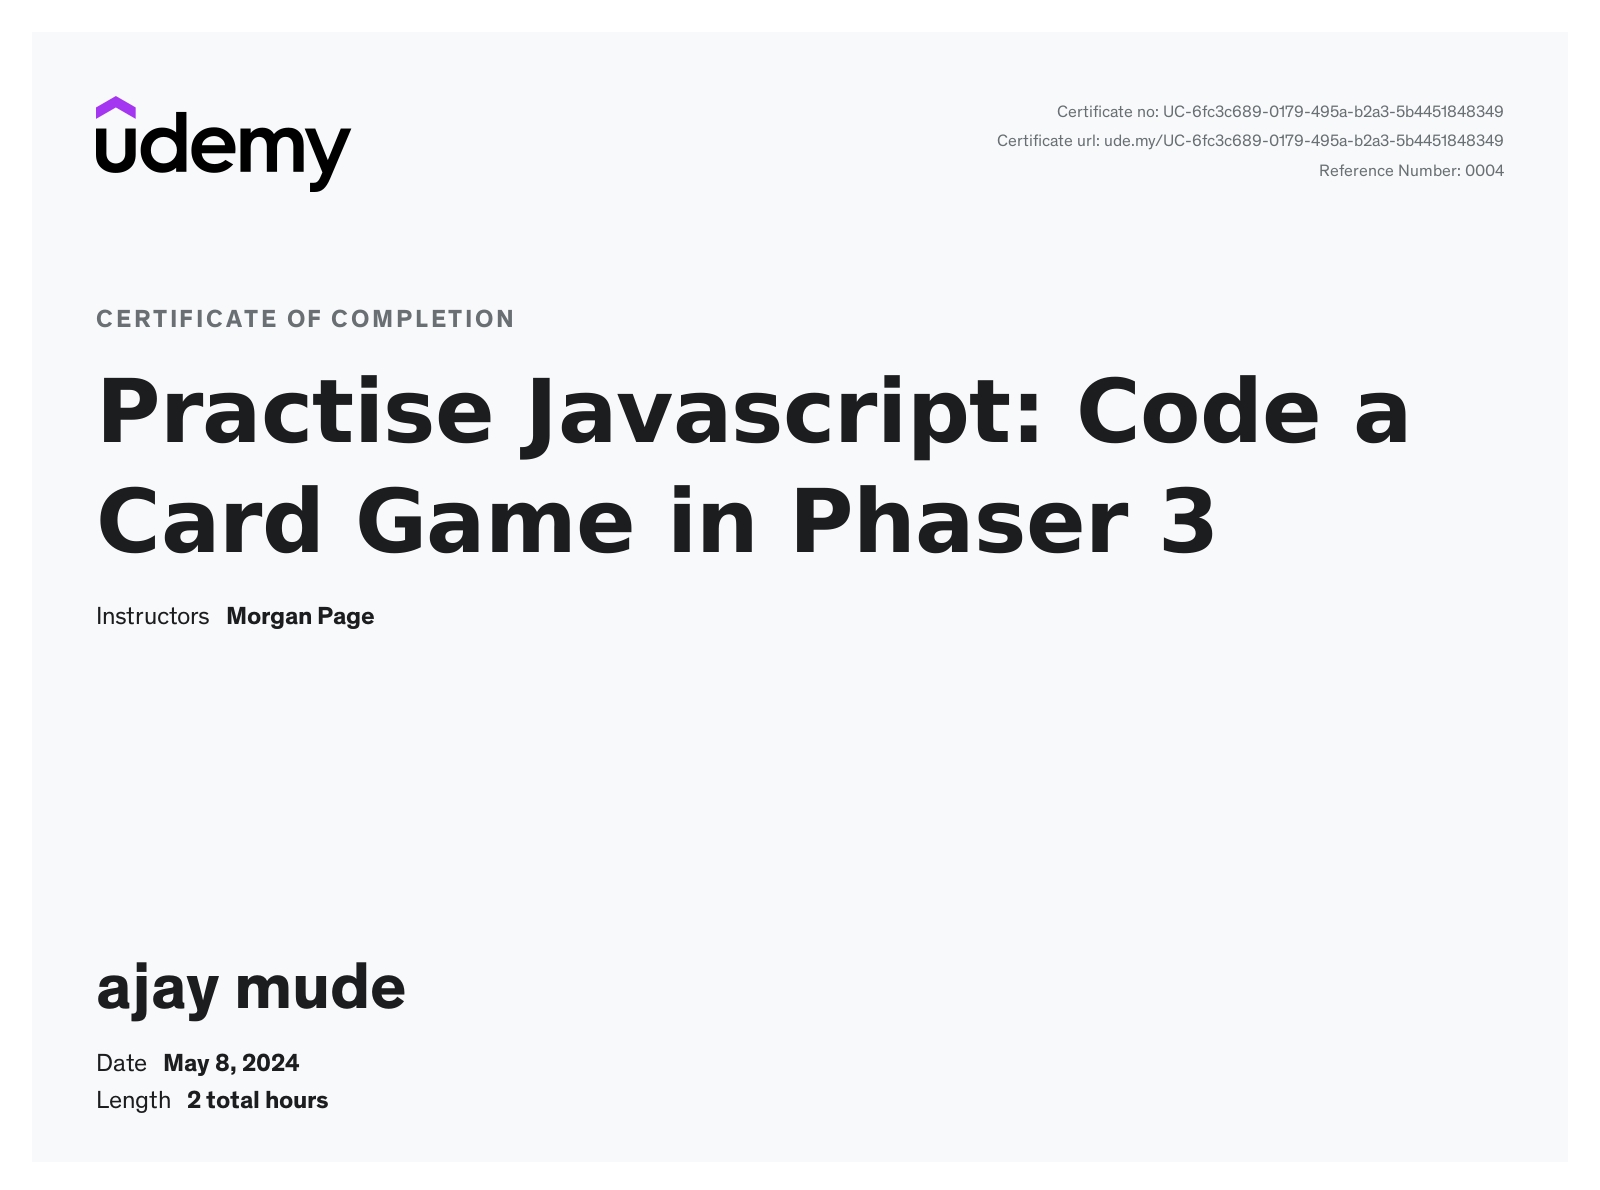 udemy
Certificate no: UC-6fc3c689-0179-495a-b2a3-5b4451848349
Certificate url: ude.my/UC-6fc3c689-0179-495a-b2a3-5b4451848349
Reference Number: 0004
CERTIFICATE OF COMPLETION
Practise Javascript: Code a
Card Game in Phaser 3
Instructors Morgan Page
ajay mude
Date May 8, 2024
Length 2 total hours